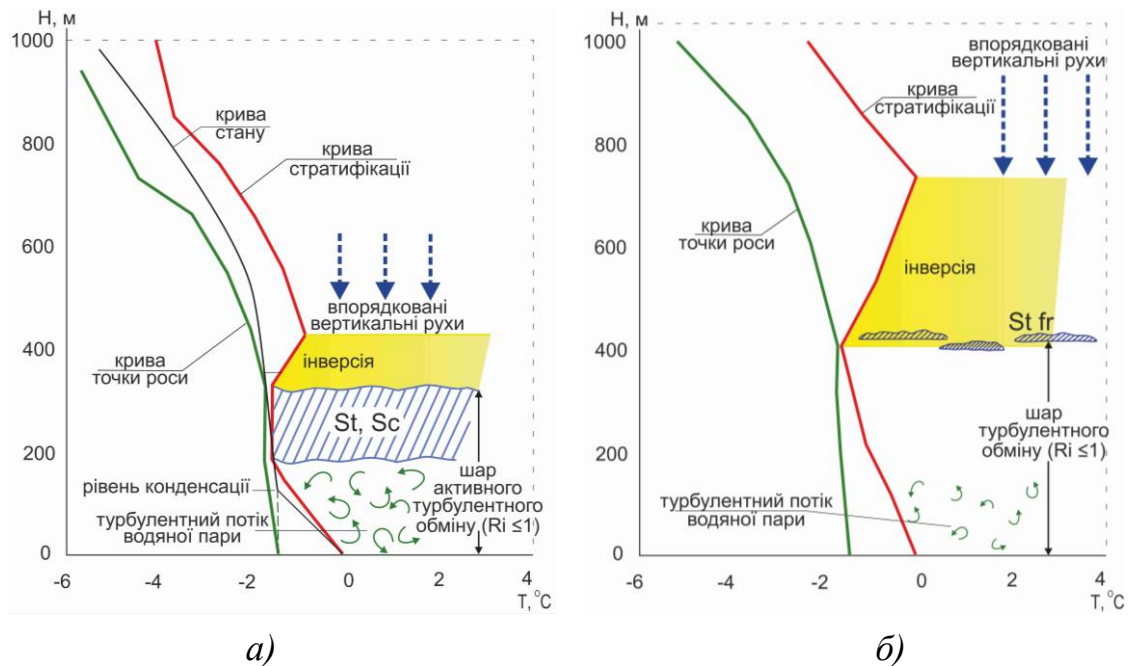 H, м
1000
800
600
400
200
0
-6
-4
-2
0
2
4
T, °C
крива
стану
крива
стратифікації
впорядковані
вертикальні рухи
крива
точки роси
інверсія
St, Sc
рівень конденсації
турбулентний потік
водяної пари
шар
активного
турбулентного
обміну (Ri ≤1)
а)
H, м
1000
800
600
400
200
0
-6
-4
-2
0
2
4
T, °C
впорядковані
вертикальні рухи
крива
стратифікації
крива
точки роси
інверсія
St fr
шар
турбулентного
обміну (Ri ≤1)
турбулентний потік
водяної пари
б)